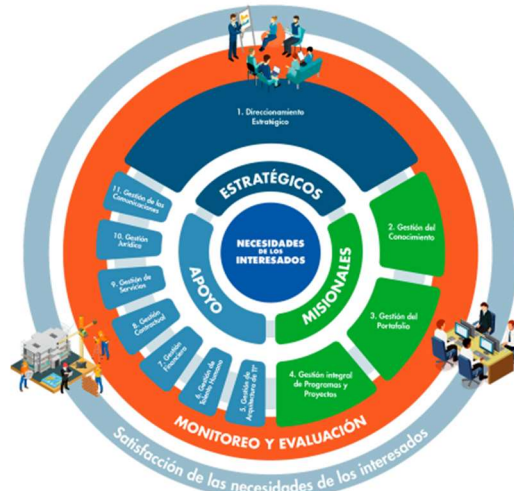 1. Direccionamiento
Estratégico
ESTRATÉGICOS
11. Gestión de las
Comunicaciones
10. Gestión
Jurídica
9. Gestión de
Servicios
8. Gestión
Contractual
7. Gestión
Financiera
6. Gestión de
Talento Humano
5. Gestión de
Arquitectura de TI
APOYO
NECESIDADES
DE LOS
INTERESADOS
MISIONALES
2. Gestión del
Conocimiento
3. Gestión del
Portafolio
4. Gestión integral
de Programas y
Proyectos
MONITOREO Y EVALUACIÓN
Satisfacción de las necesidades de los interesados